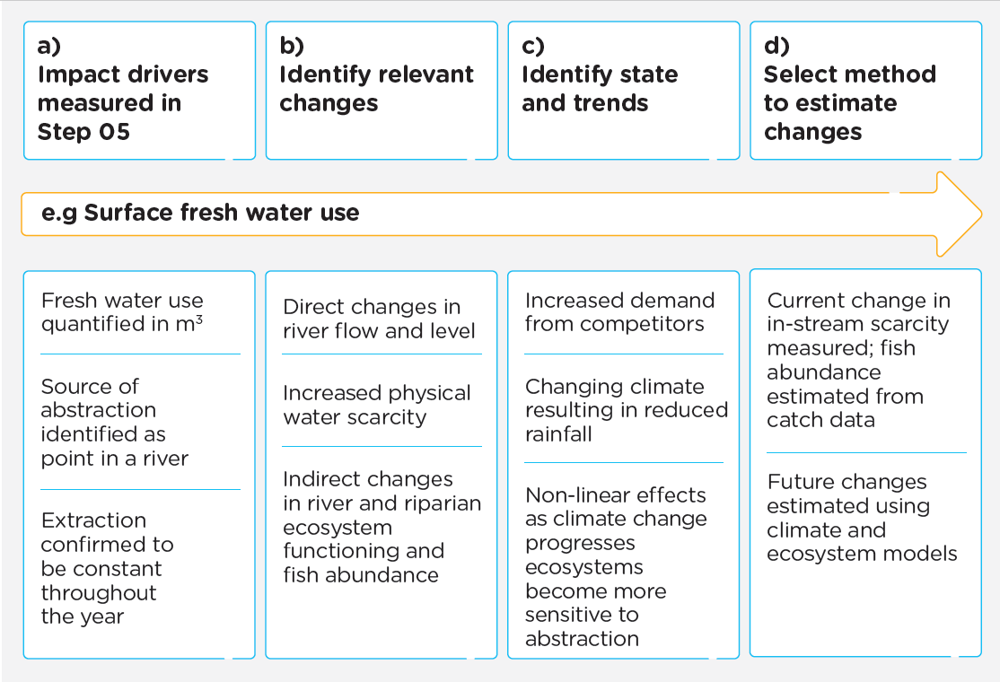 a)
Impact drivers
measured in
Step 05
b)
Identify relevant
changes
c)
Identify state
and trends
d)
Select method
to estimate
changes
e.g Surface fresh water use
Fresh water use
quantified in m³
Source of
abstraction
identified as
point in a river
Extraction
confirmed to
be constant
throughout
the year
Direct changes in
river flow and level
Increased physical
water scarcity
Indirect changes
in river and riparian
ecosystem
functioning and
fish abundance
Increased demand
from competitors
Changing climate
resulting in reduced
rainfall
Non-linear effects
as climate change
progresses
ecosystems
become more
sensitive to
abstraction
Current change in
in-stream scarcity
measured; fish
abundance
estimated from
catch data
Future changes
estimated using
climate and
ecosystem models